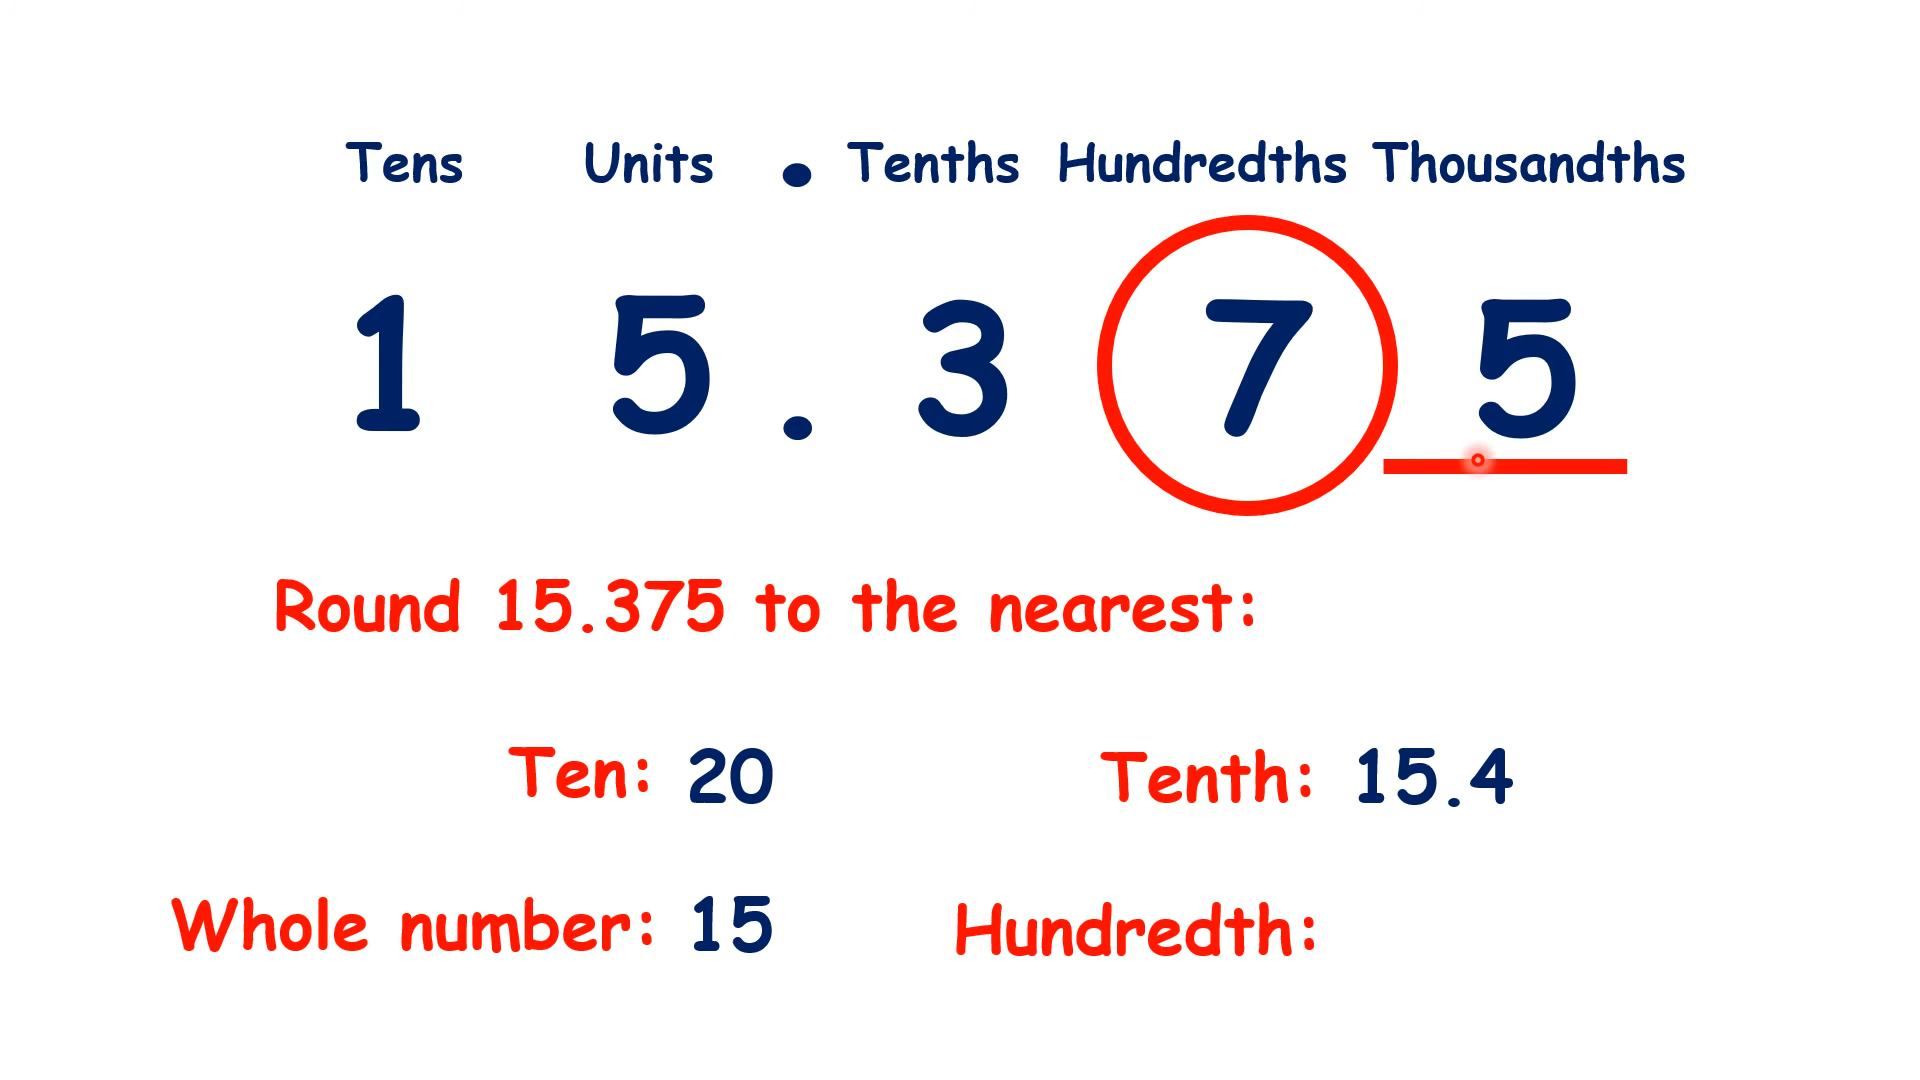 Tens Units . Tenths Hundredths Thousandths
1 5 . 3 7 5
Round 15.375 to the nearest:
Ten: 20 Tenth: 15.4
Whole number: 15 Hundredth: